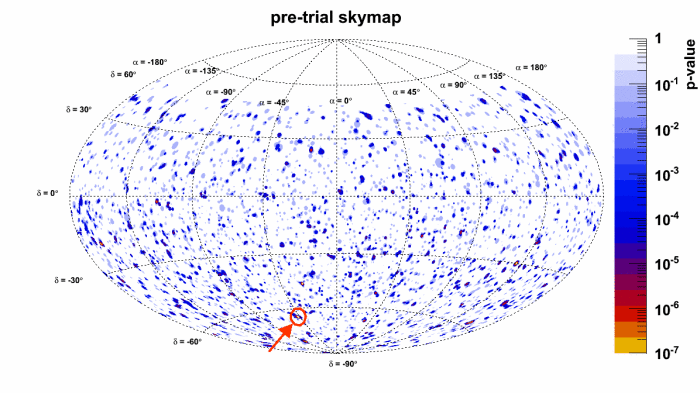 pre-trial skymap
α = -180°
δ = 60°
α = -135°
α = -90°
α = -45°
α = 0°
α = 45°
α = 90°
α = 135°
α = 180°
δ = 30°
δ = 0°
δ = -30°
δ = -60°
δ = -90°
1
10⁻¹
10⁻²
10⁻³
10⁻⁴
10⁻⁵
10⁻⁶
10⁻⁷
p-value